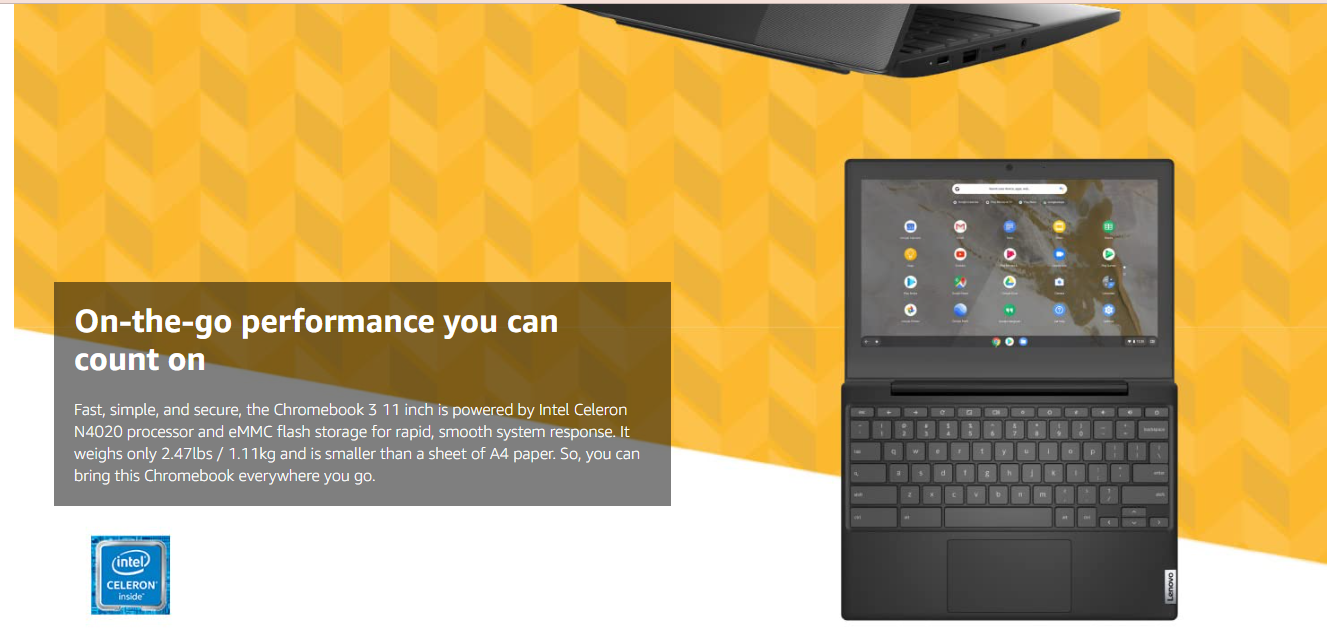 On-the-go performance you can
count on
Fast, simple, and secure, the Chromebook 3 11 inch is powered by Intel Celeron
N4020 processor and eMMC flash storage for rapid, smooth system response. It
weighs only 2.47lbs / 1.11kg and is smaller than a sheet of A4 paper. So, you can
bring this Chromebook everywhere you go.
intel
CELERON
inside
Lenovo
q w e r t y u i o p
a s d f g h j k l
z x c v b n m